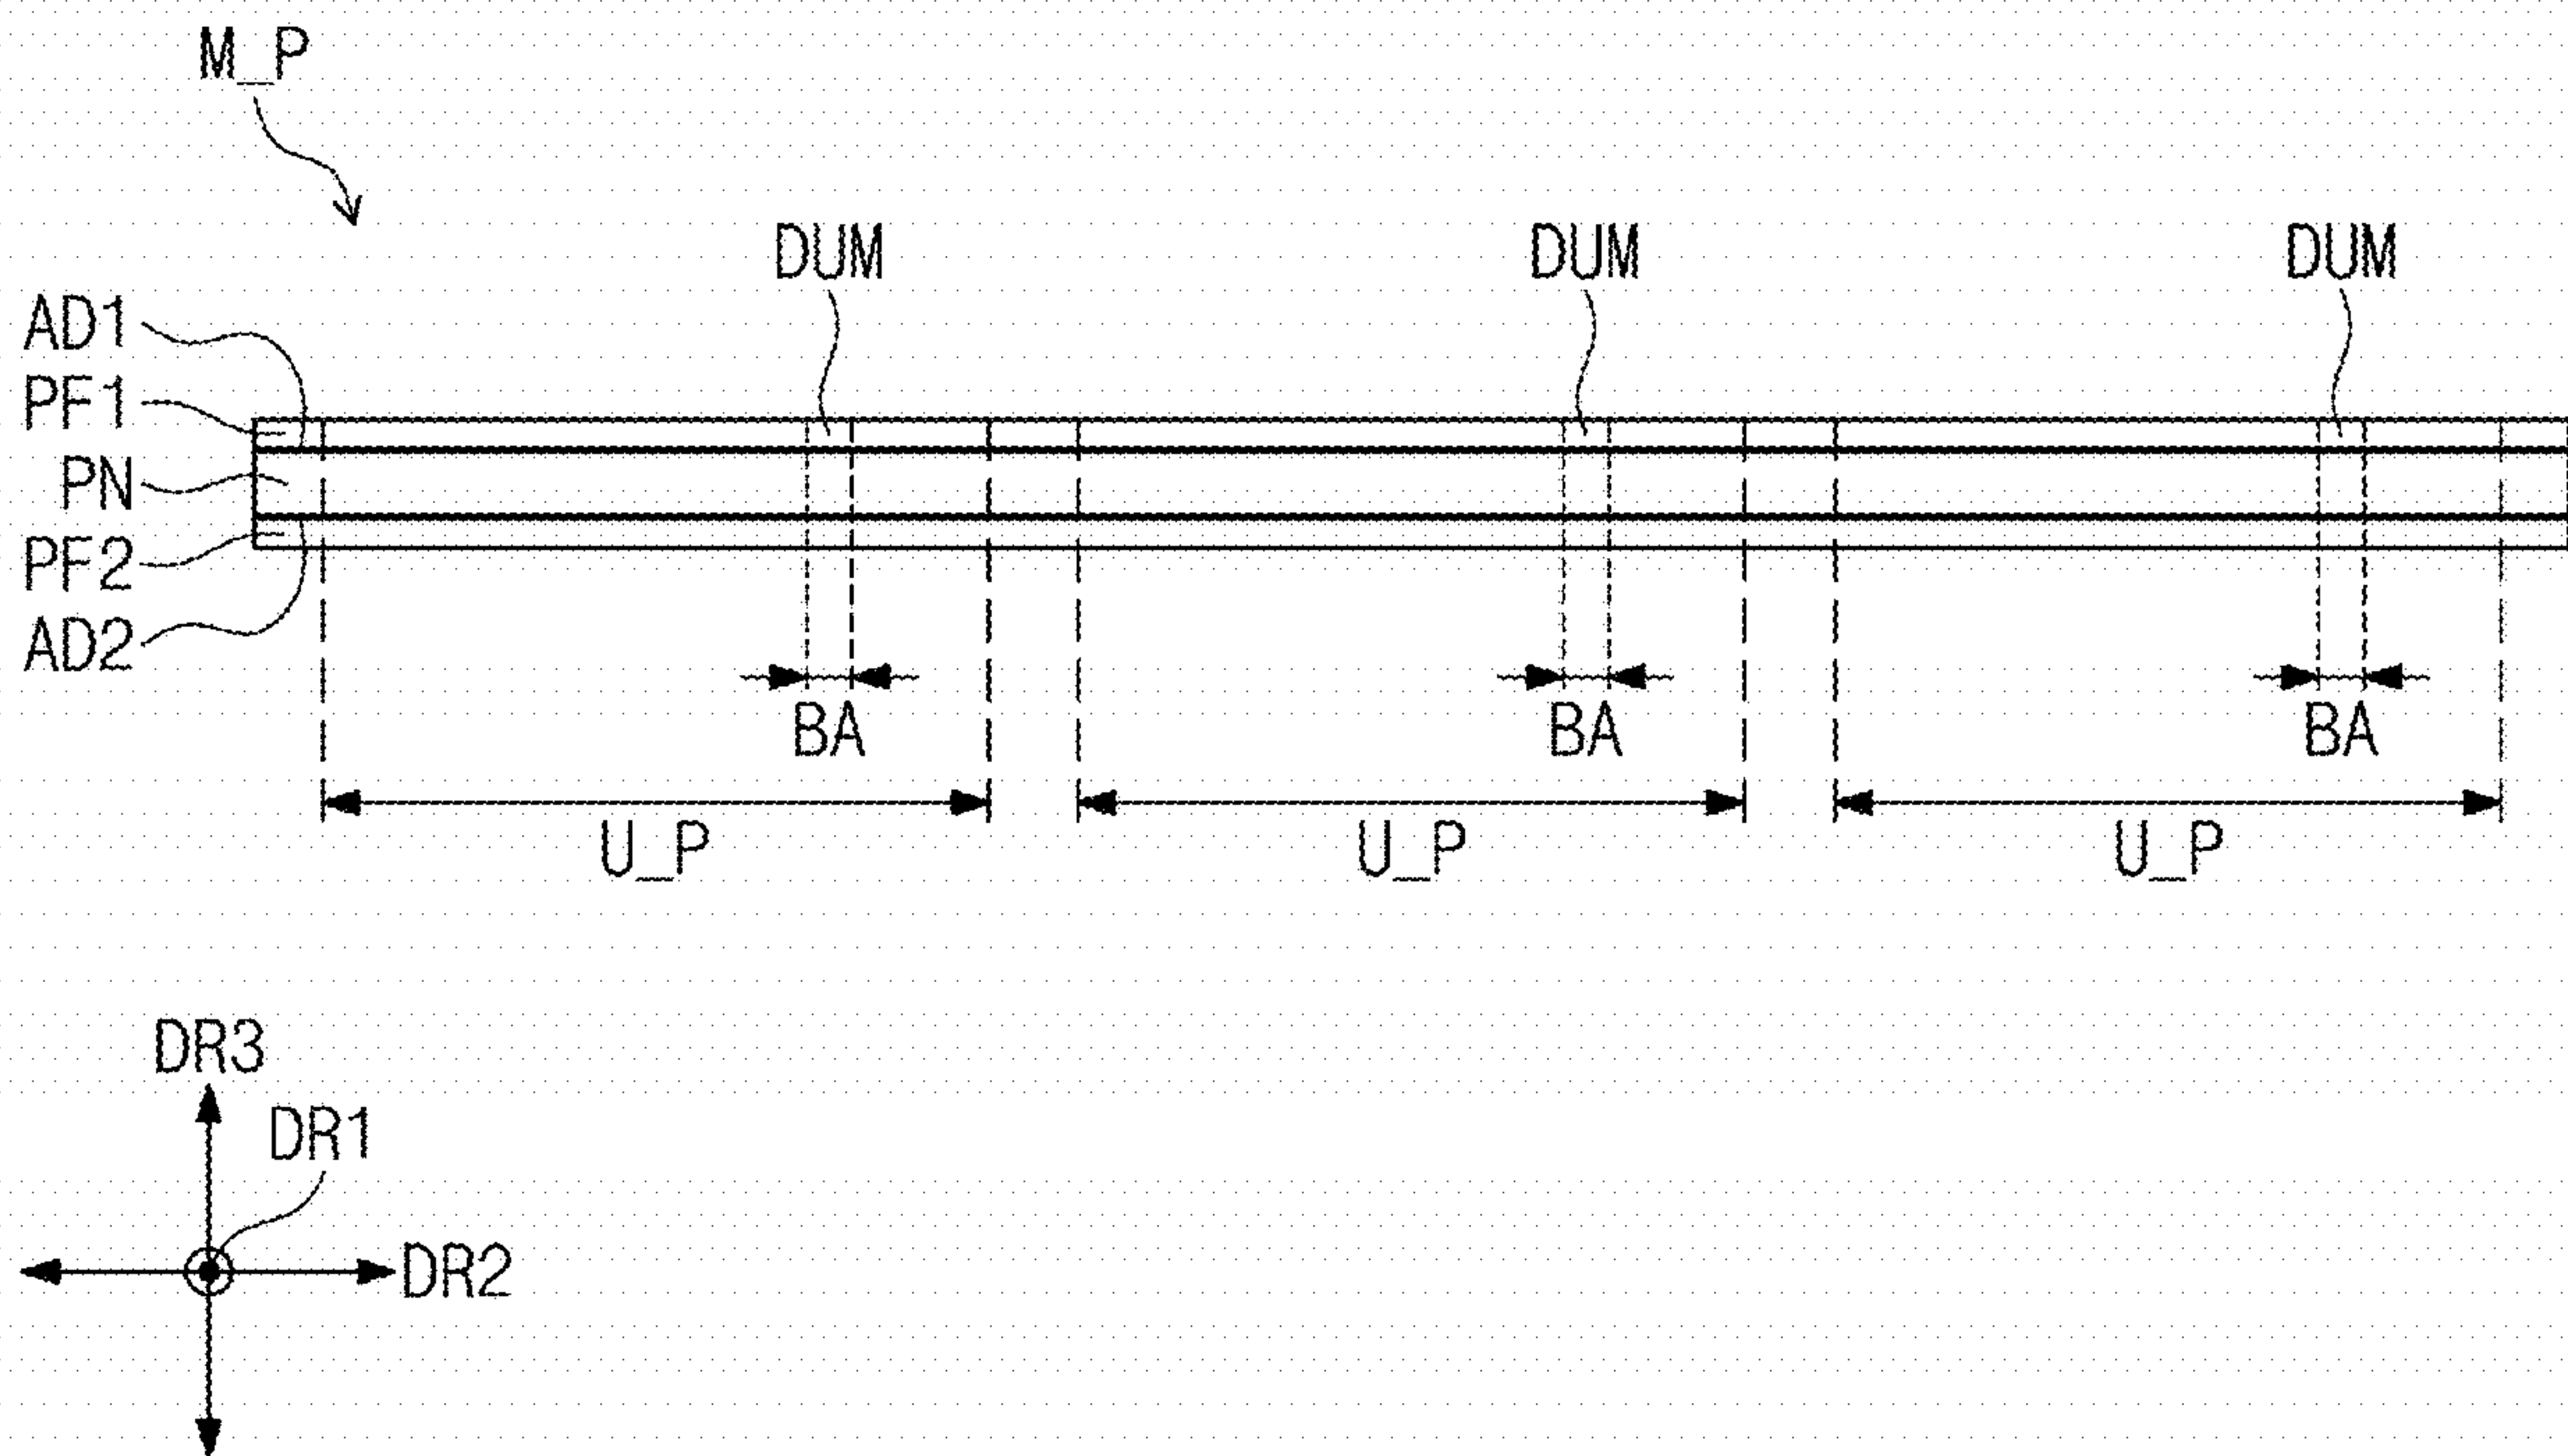 M_P
DUM DUM DUM
AD1
PF1
PN
PF2
AD2
BA BA BA
U_P U_P U_P
DR3
DR1
DR2